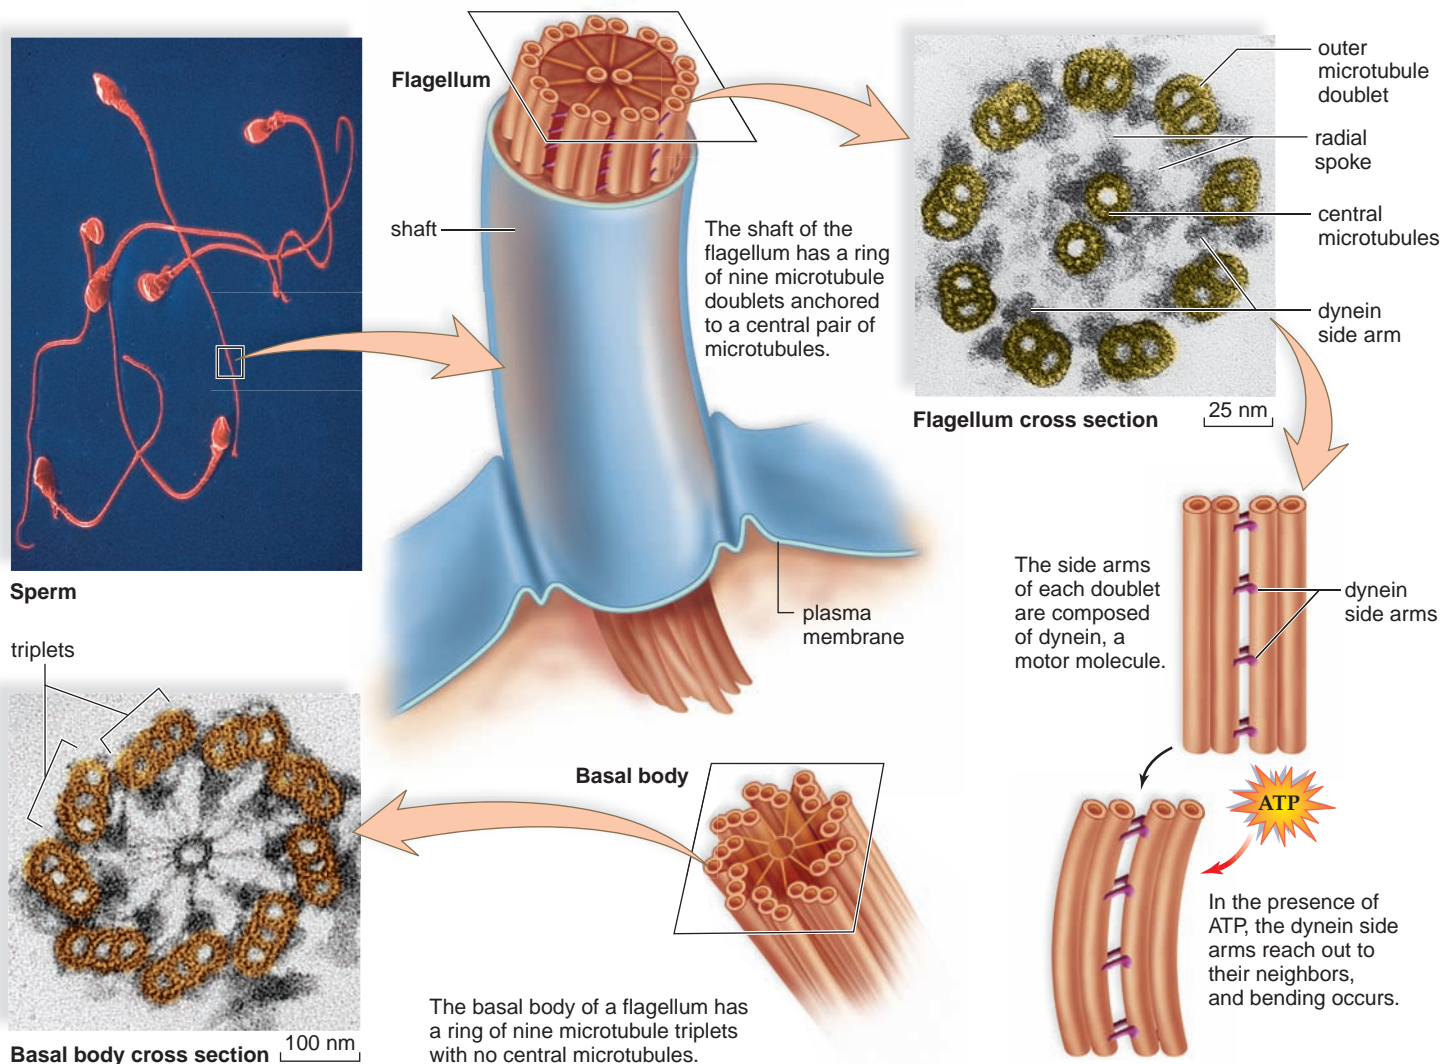 Flagellum
shaft
The shaft of the
flagellum has a ring
of nine microtubule
doublets anchored
to a central pair of
microtubules.
outer
microtubule
doublet
radial
spoke
central
microtubules
dynein
side arm
Flagellum cross section
25 nm
Sperm
plasma
membrane
The side arms
of each doublet
are composed
of dynein, a
motor molecule.
dynein
side arms
triplets
Basal body
ATP
In the presence of
ATP, the dynein side
arms reach out to
their neighbors,
and bending occurs.
The basal body of a flagellum has
a ring of nine microtubule triplets
with no central microtubules.
Basal body cross section
100 nm